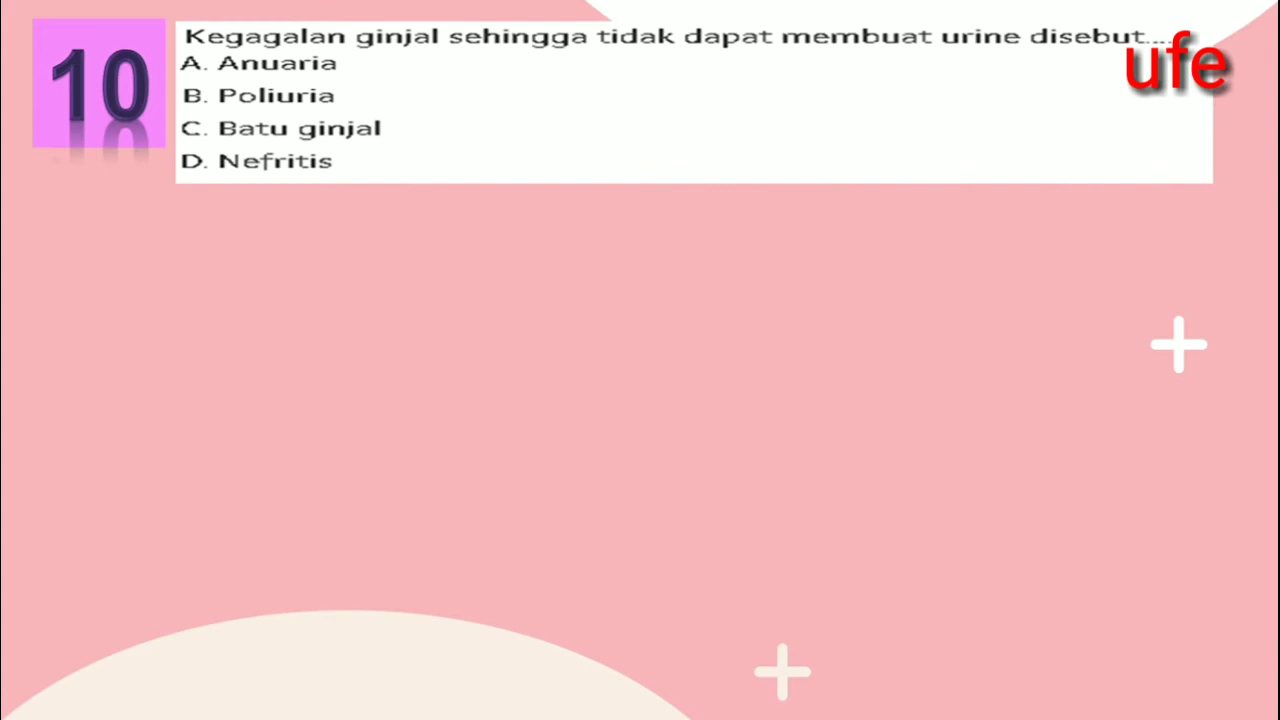 10
Kegagalan ginjal sehingga tidak dapat membuat urine disebut....
A. Anuaria
B. Poliuria
C. Batu ginjal
D. Nefritis
ufe